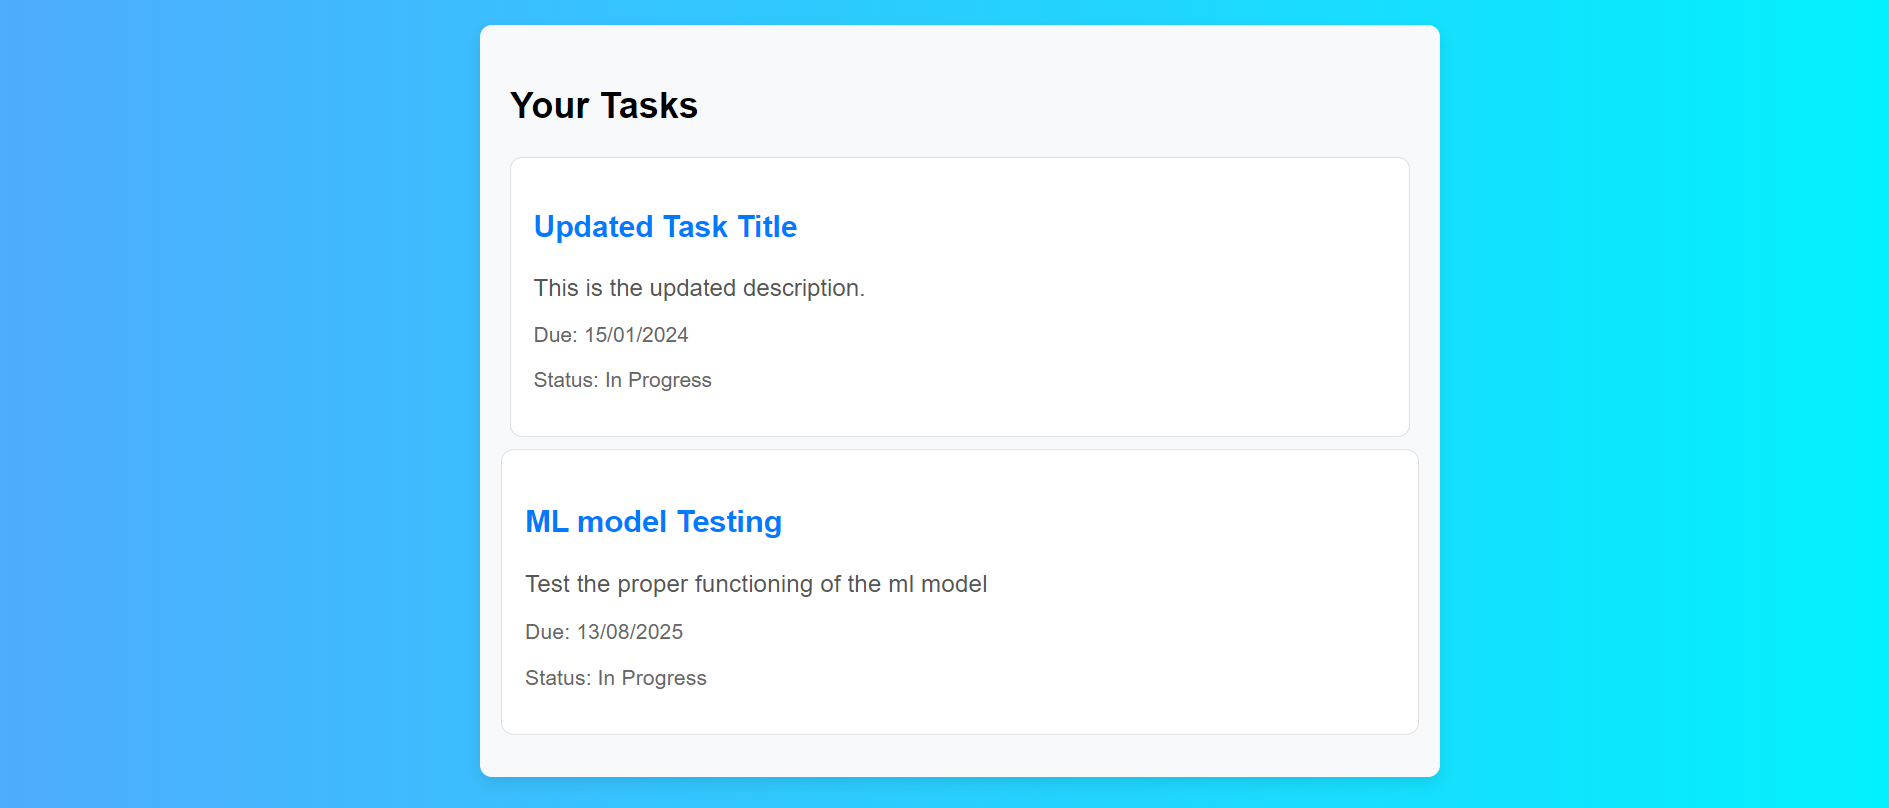 Your Tasks
Updated Task Title
This is the updated description.
Due: 15/01/2024
Status: In Progress
ML model Testing
Test the proper functioning of the ml model
Due: 13/08/2025
Status: In Progress